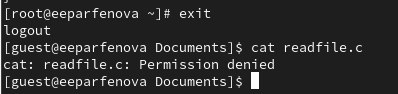 [root@eeparfenova ~]# exit
logout
[guest@eeparfenova Documents]$ cat readfile.c
cat: readfile.c: Permission denied
[guest@eeparfenova Documents]$